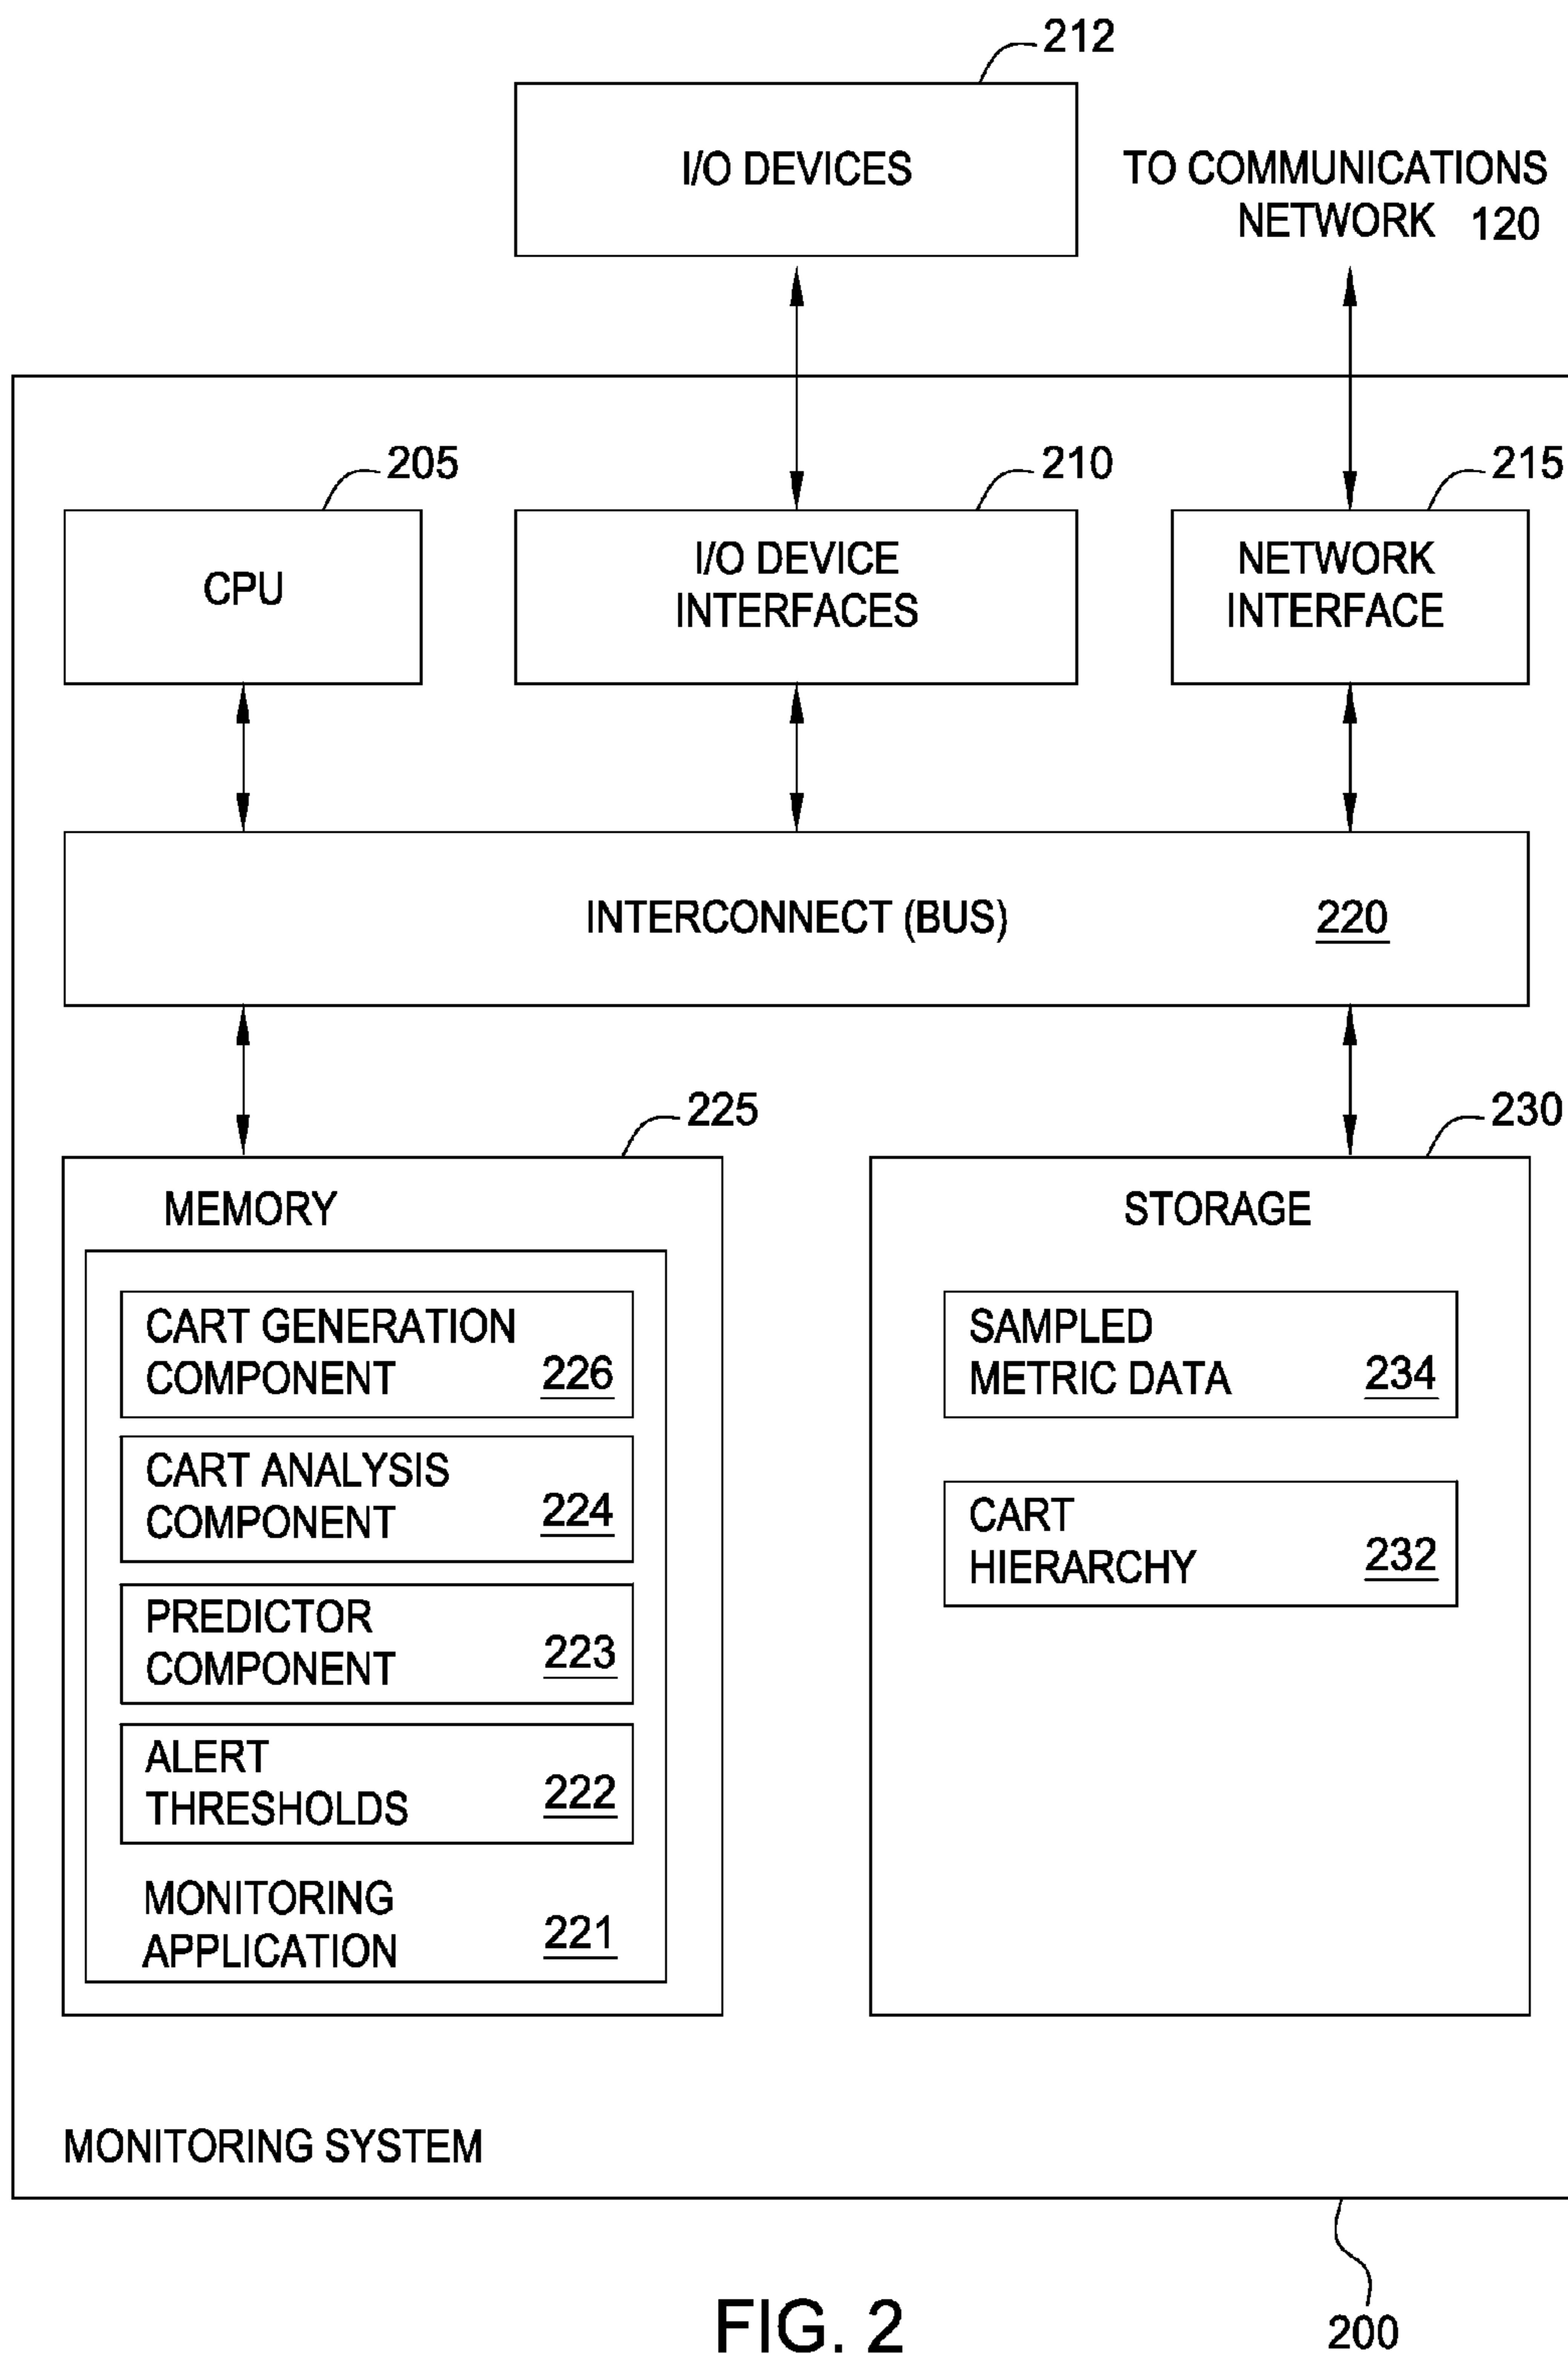 212
I/O DEVICES
TO COMMUNICATIONS
NETWORK 120
205
210
215
CPU
I/O DEVICE
INTERFACES
NETWORK
INTERFACE
INTERCONNECT (BUS) 220
225
230
MEMORY
CART GENERATION
COMPONENT 226
CART ANALYSIS
COMPONENT 224
PREDICTOR
COMPONENT 223
ALERT
THRESHOLDS 222
MONITORING
APPLICATION 221
STORAGE
SAMPLED
METRIC DATA 234
CART
HIERARCHY 232
MONITORING SYSTEM
200
FIG. 2